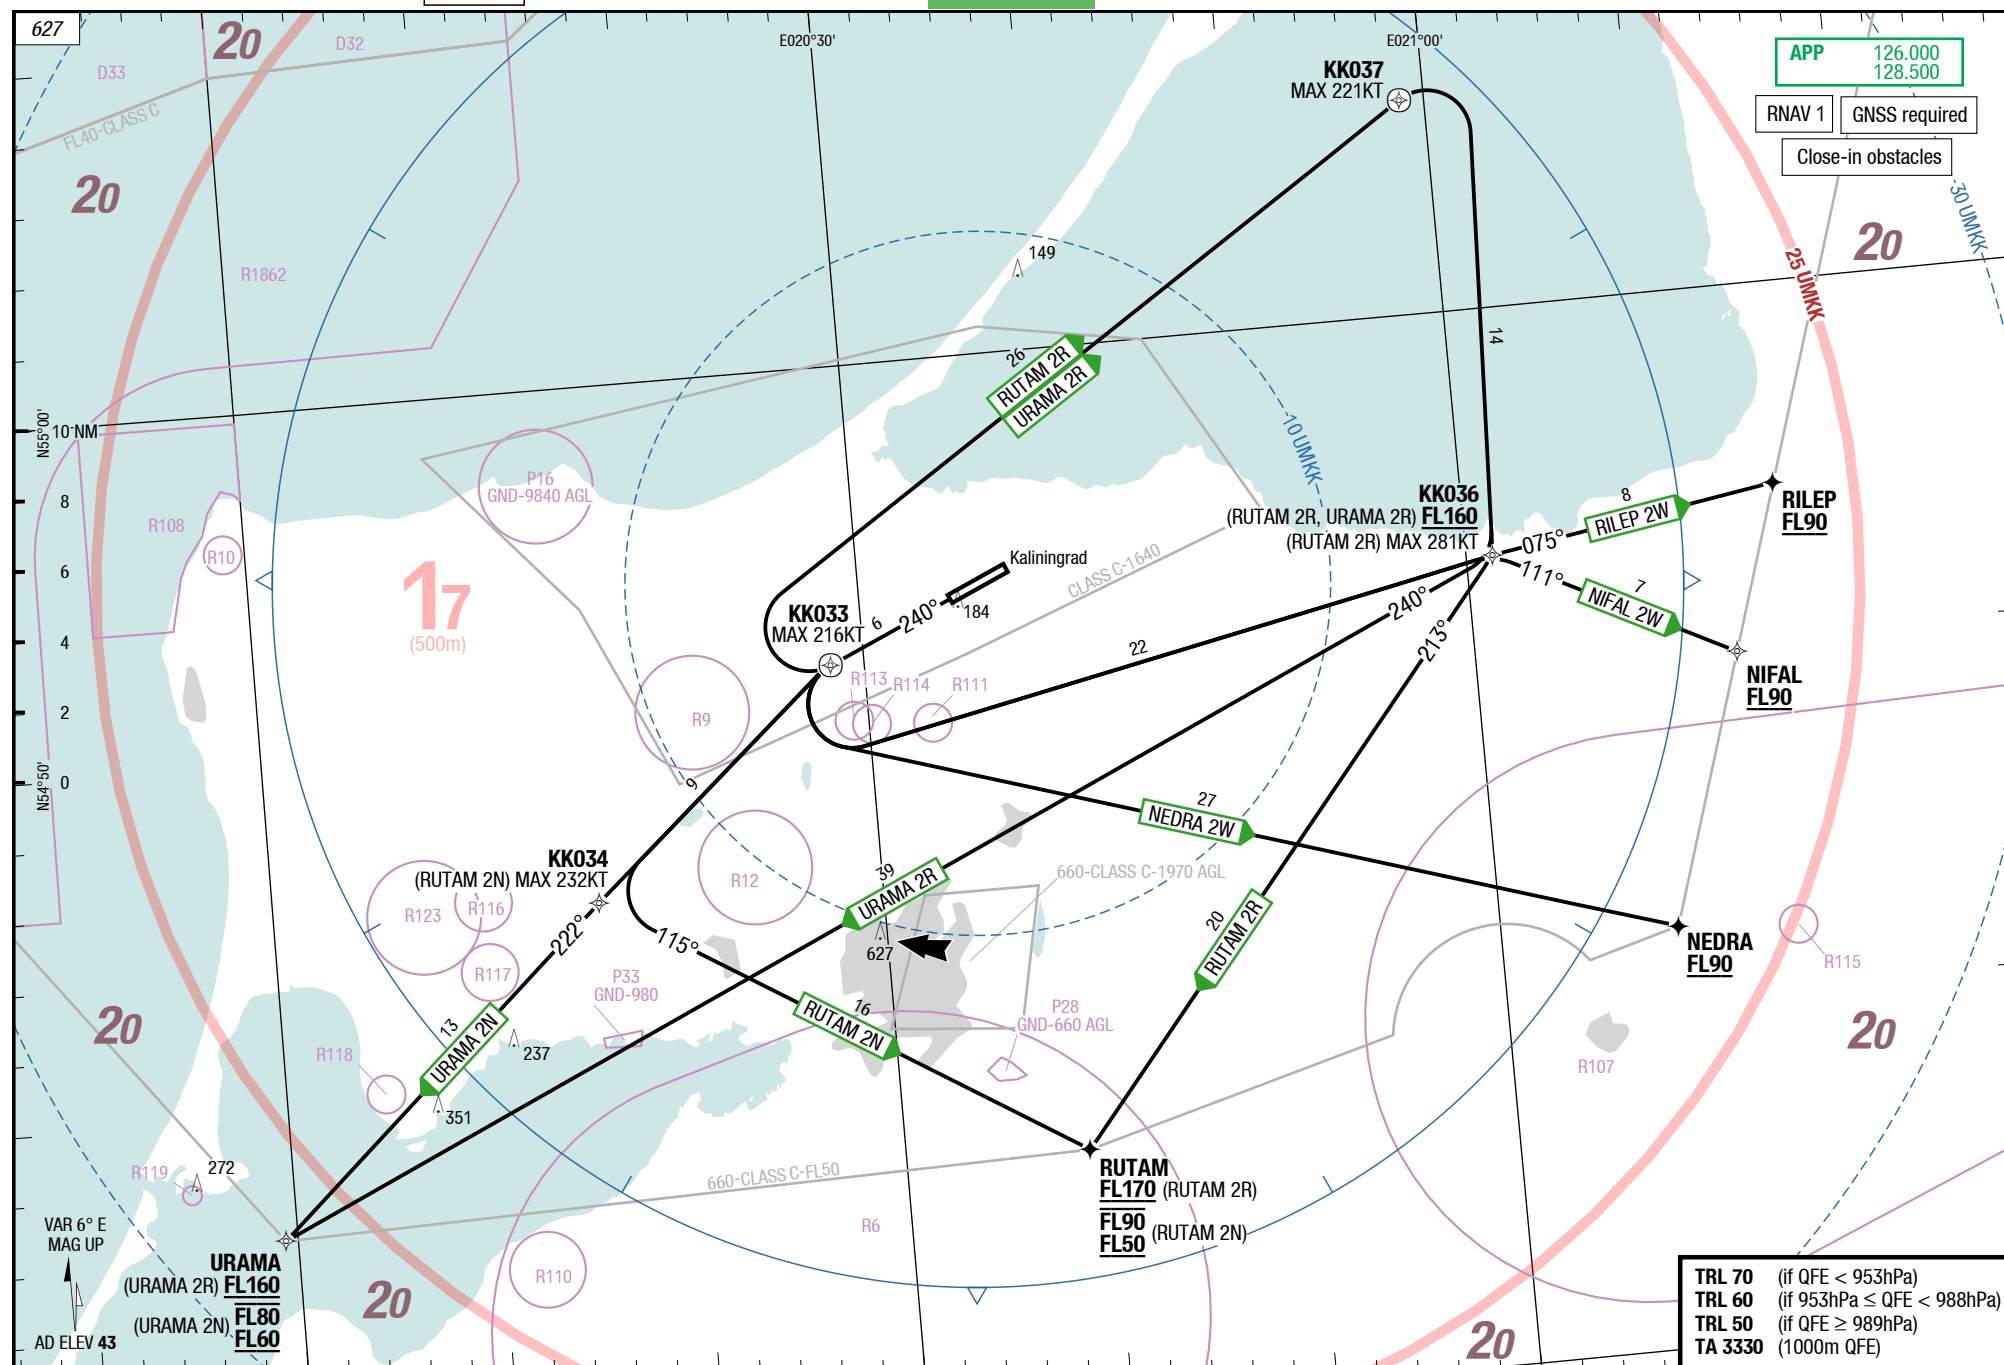 627
20
D32
D33
FL40-CLASS C
20
R1862
E020°30'
E021°00'
KK037
MAX 221KT
APP 126.000
128.500
RNAV 1
GNSS required
Close-in obstacles
30 UMKK
20
25 UMKK
149
14
26
RUTAM 2R
URAMA 2R
N55°00'
10 NM
8
6
4
2
0
N54°50'
10 UMKK
P16
GND-9840 AGL
R108
R10
17
(500m)
KK036
(RUTAM 2R, URAMA 2R) FL160
(RUTAM 2R) MAX 281KT
8
RILEP 2W
075°
RILEP
FL90
111°
7
NIFAL 2W
NIFAL
FL90
Kaliningrad
CLASS C-1640
184
KK033
MAX 216KT
6
240°
240°
213°
22
R113
R114
R111
R9
9
27
NEDRA 2W
NEDRA
FL90
R115
KK034
(RUTAM 2N) MAX 232KT
R12
39
URAMA 2R
660-CLASS C-1970 AGL
R123
R116
R117
222°
115°
627
20
RUTAM 2R
P33
GND-980
16
RUTAM 2N
P28
GND-660 AGL
20
13
URAMA 2N
237
R118
351
R107
20
R119
272
660-CLASS C-FL50
RUTAM
FL170 (RUTAM 2R)
FL90
FL50 (RUTAM 2N)
R6
VAR 6° E
MAG UP
AD ELEV 43
URAMA
(URAMA 2R) FL160
(URAMA 2N) FL80
FL60
R110
20
20
TRL 70 (if QFE < 953hPa)
TRL 60 (if 953hPa ≤ QFE < 988hPa)
TRL 50 (if QFE ≥ 989hPa)
TA 3330 (1000m QFE)